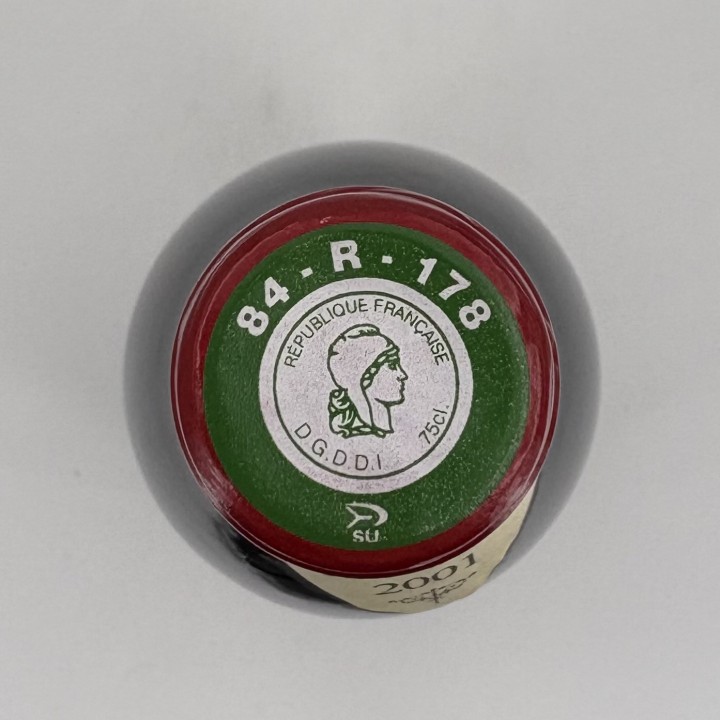 84 - R - 178
RÉPUBLIQUE FRANÇAISE
75cl.
D.G.D.D.I
SU
2001